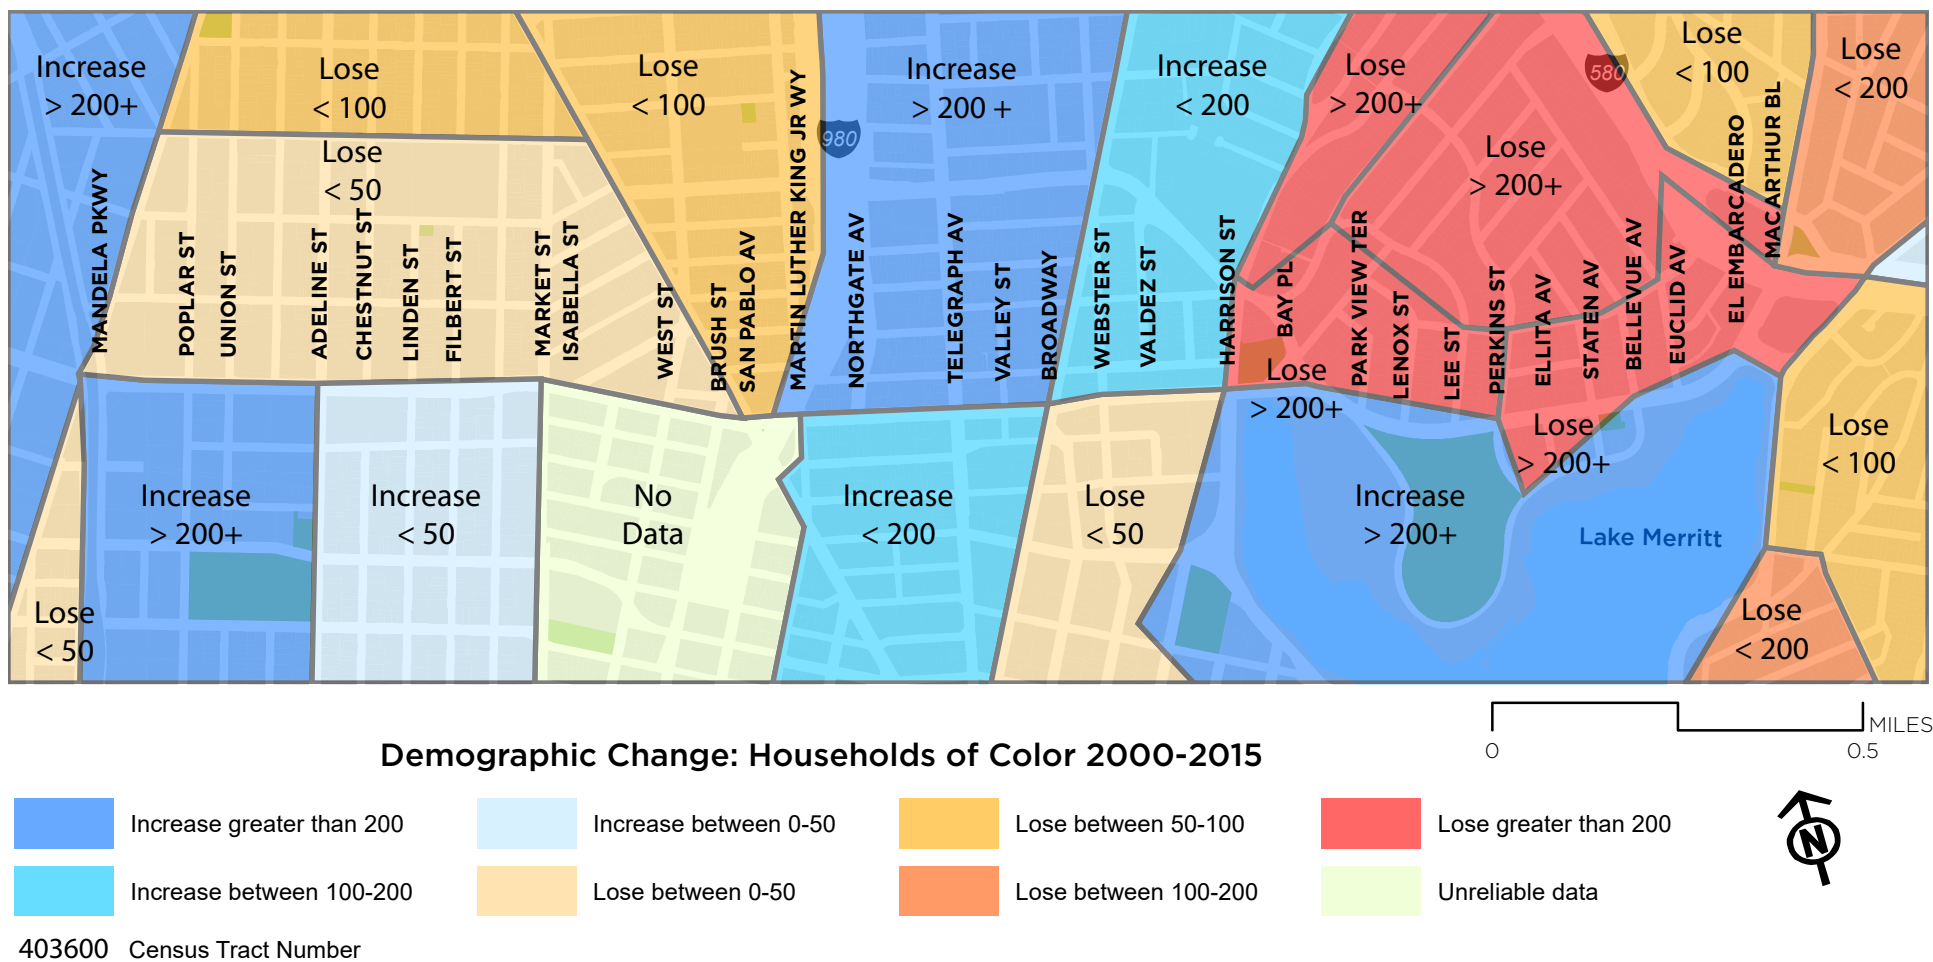 Increase
> 200+
Lose
< 100
Lose
< 100
Increase
> 200 +
Increase
< 200
Lose
> 200+
580
Lose
< 100
Lose
< 200
980
Lose
< 50
Lose
> 200+
MANDELA PKWY
POPLAR ST
UNION ST
ADELINE ST
CHESTNUT ST
LINDEN ST
FILBERT ST
MARKET ST
ISABELLA ST
WEST ST
BRUSH ST
SAN PABLO AV
MARTIN LUTHER KING JR WY
NORTHGATE AV
TELEGRAPH AV
VALLEY ST
BROADWAY
WEBSTER ST
VALDEZ ST
HARRISON ST
BAY PL
PARK VIEW TER
LENOX ST
LEE ST
PERKINS ST
ELLITA AV
STATEN AV
BELLEVUE AV
EUCLID AV
EL EMBARCADERO
MACARTHUR BL
Lose
> 200+
Lose
> 200+
Lose
< 100
Increase
> 200+
Increase
< 50
No
Data
Increase
< 200
Lose
< 50
Increase
> 200+
Lake Merritt
Lose
< 50
Lose
< 200
MILES
0
0.5
Demographic Change: Households of Color 2000-2015
Increase greater than 200
Increase between 0-50
Lose between 50-100
Lose greater than 200
Increase between 100-200
Lose between 0-50
Lose between 100-200
Unreliable data
N
403600 Census Tract Number